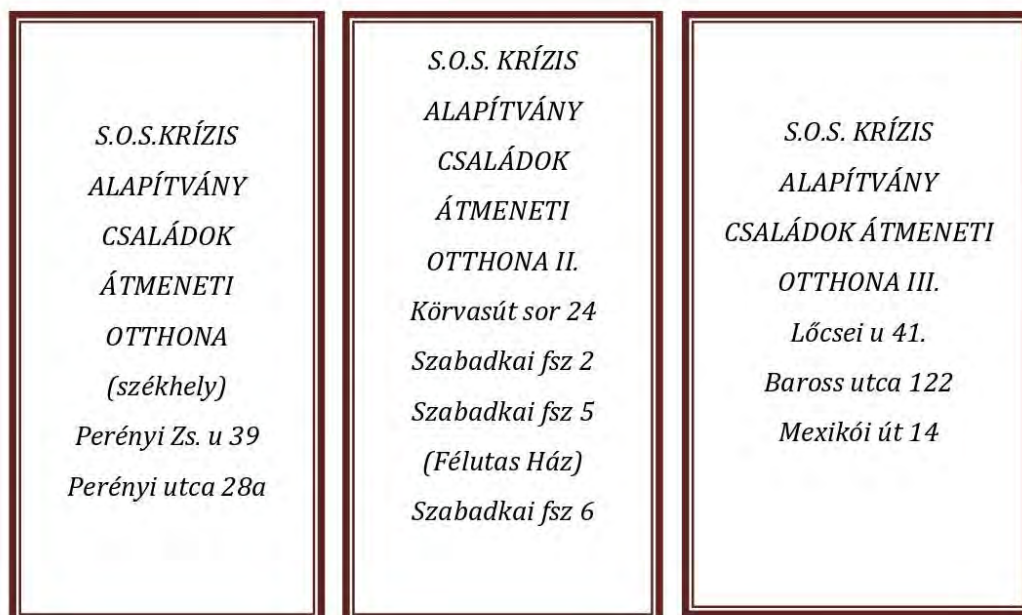 S.O.S.KRÍZIS
ALAPÍTVÁNY
CSALÁDOK
ÁTMENETI
OTTHONA
(székhely)
Perényi Zs. u 39
Perényi utca 28a
S.O.S. KRÍZIS
ALAPÍTVÁNY
CSALÁDOK
ÁTMENETI
OTTHONA II.
Körvasút sor 24
Szabadkai fsz 2
Szabadkai fsz 5
(Félutas Ház)
Szabadkai fsz 6
S.O.S. KRÍZIS
ALAPÍTVÁNY
CSALÁDOK ÁTMENETI
OTTHONA III.
Lőcsei u 41.
Baross utca 122
Mexikói út 14